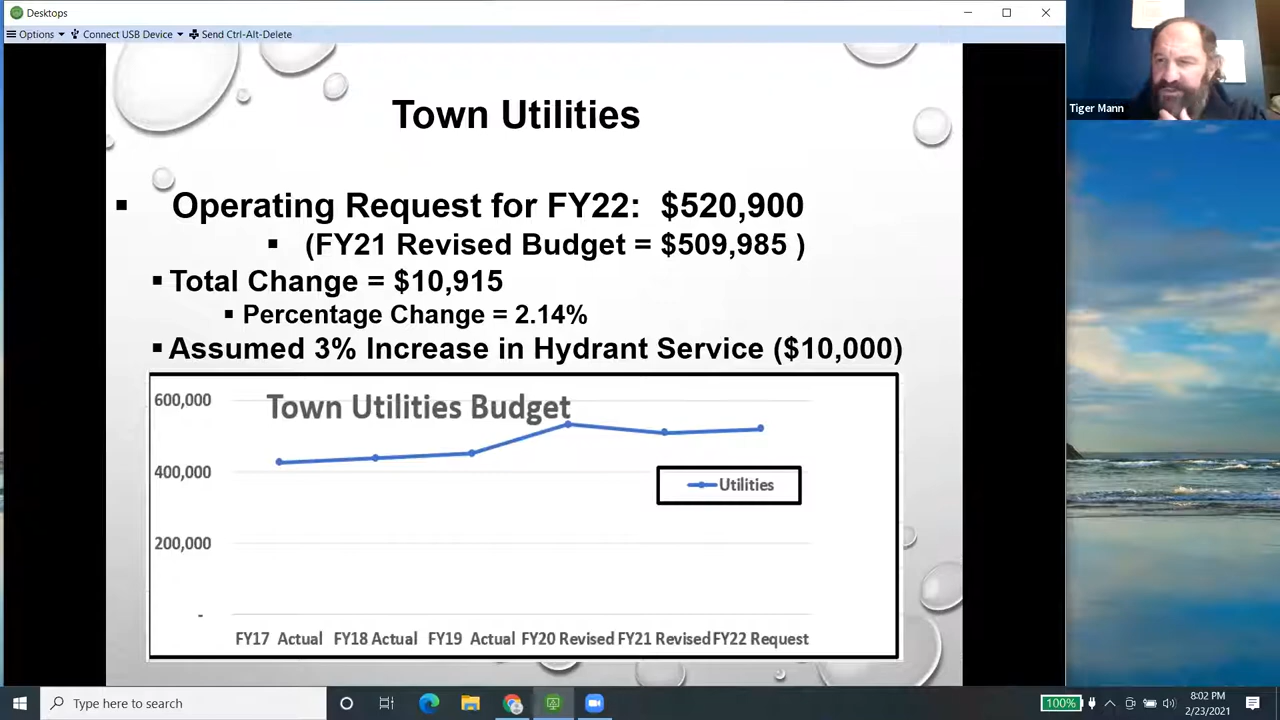 Desktops
Options Connect USB Device Send Ctrl-Alt-Delete
Tiger Mann
Town Utilities
Operating Request for FY22: $520,900
(FY21 Revised Budget = $509,985 )
Total Change = $10,915
Percentage Change = 2.14%
Assumed 3% Increase in Hydrant Service ($10,000)
Town Utilities Budget
600,000
400,000
200,000
-
Utilities
FY17 Actual FY18 Actual FY19 Actual FY20 Revised FY21 Revised FY22 Request
Type here to search
100%
8:02 PM
2/23/2021